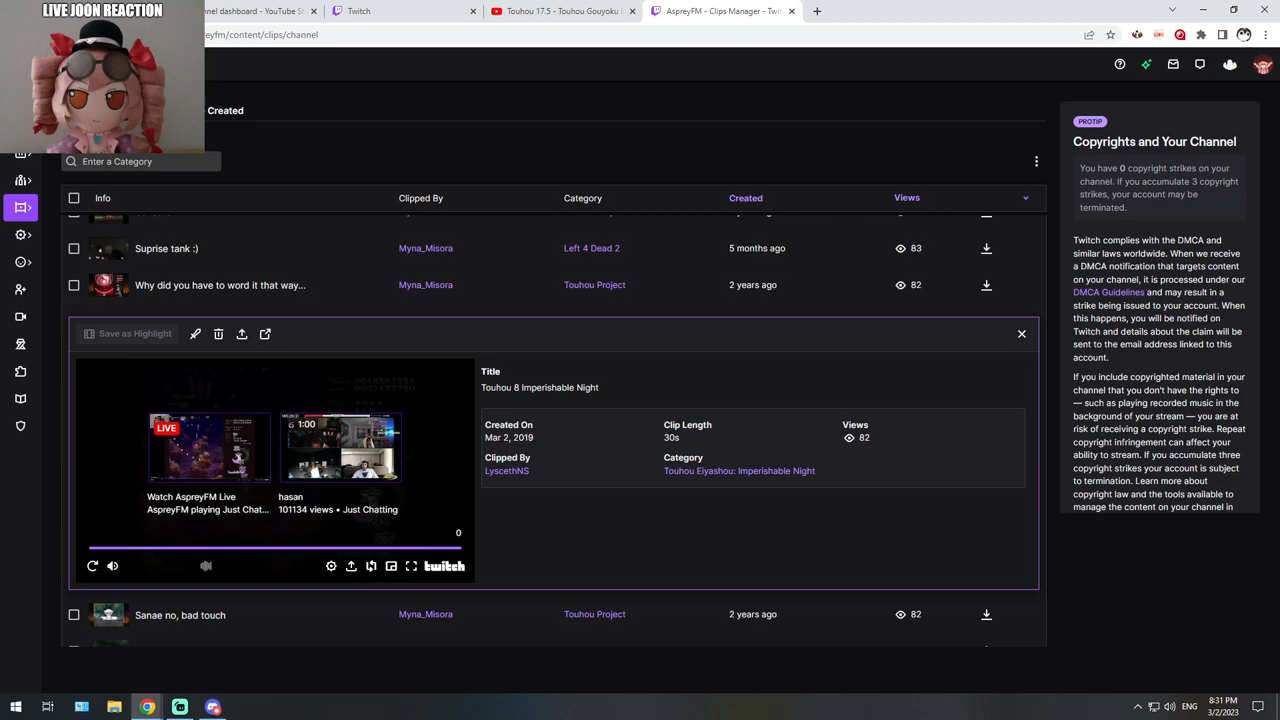 LIVE JOON REACTION
nnel dashboard - YouTube St
Twitch
Touhou 17.5 - Touhou Gouyoku
AspreyFM - Clips Manager - Twit
eyfm/content/clips/channel
Created
Enter a Category
Info
Clipped By
Category
Created
Views
Suprise tank :)
Myna_Misora
Left 4 Dead 2
5 months ago
83
Why did you have to word it that way...
Myna_Misora
Touhou Project
2 years ago
82
Save as Highlight
LIVE
1:00
Watch AspreyFM Live
AspreyFM playing Just Chat...
hasan
101134 views • Just Chatting
0
twitch
Title
Touhou 8 Imperishable Night
Created On
Mar 2, 2019
Clip Length
30s
Views
82
Clipped By
LyscethNS
Category
Touhou Eiyashou: Imperishable Night
Sanae no, bad touch
Myna_Misora
Touhou Project
2 years ago
82
PROTIP
Copyrights and Your Channel
You have 0 copyright strikes on
your channel. If you accumulate 3 copyright
strikes, your account may be
terminated.
Twitch complies with the DMCA and
similar laws worldwide. When we receive
a DMCA notification that targets content
on your channel, it is processed under our
DMCA Guidelines and may result in a
strike being issued to your account. When
this happens, you will be notified on
Twitch and details about the claim will be
sent to the email address linked to this
account.
If you include copyrighted material in your
channel that you don't have the rights to
— such as playing recorded music in the
background of your stream — you are at
risk of receiving a copyright strike. Repeat
copyright infringement can affect your
ability to stream. If you accumulate three
copyright strikes your account is subject
to termination. Learn more about
copyright law and the tools available to
manage the content on your channel in
ENG
8:31 PM
3/2/2023